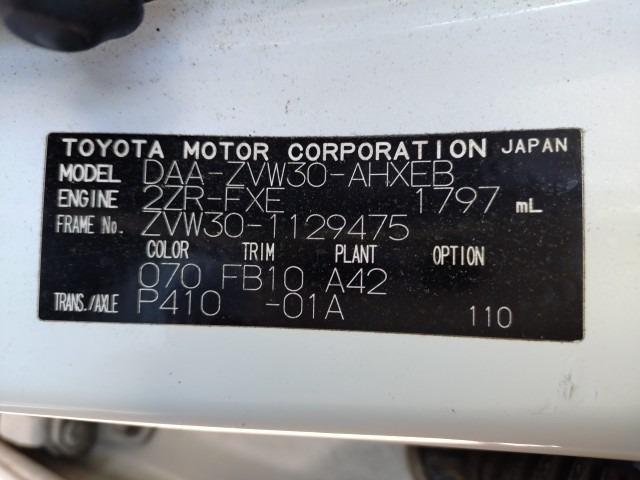 TOYOTA MOTOR CORPORATION JAPAN
MODEL DAA-ZVW30-AHXEB
ENGINE 2ZR-FXE 1797 mL
FRAME No. ZVW30-1129475
COLOR TRIM PLANT OPTION
070 FB10 A42
TRANS./AXLE P410 -01A 110